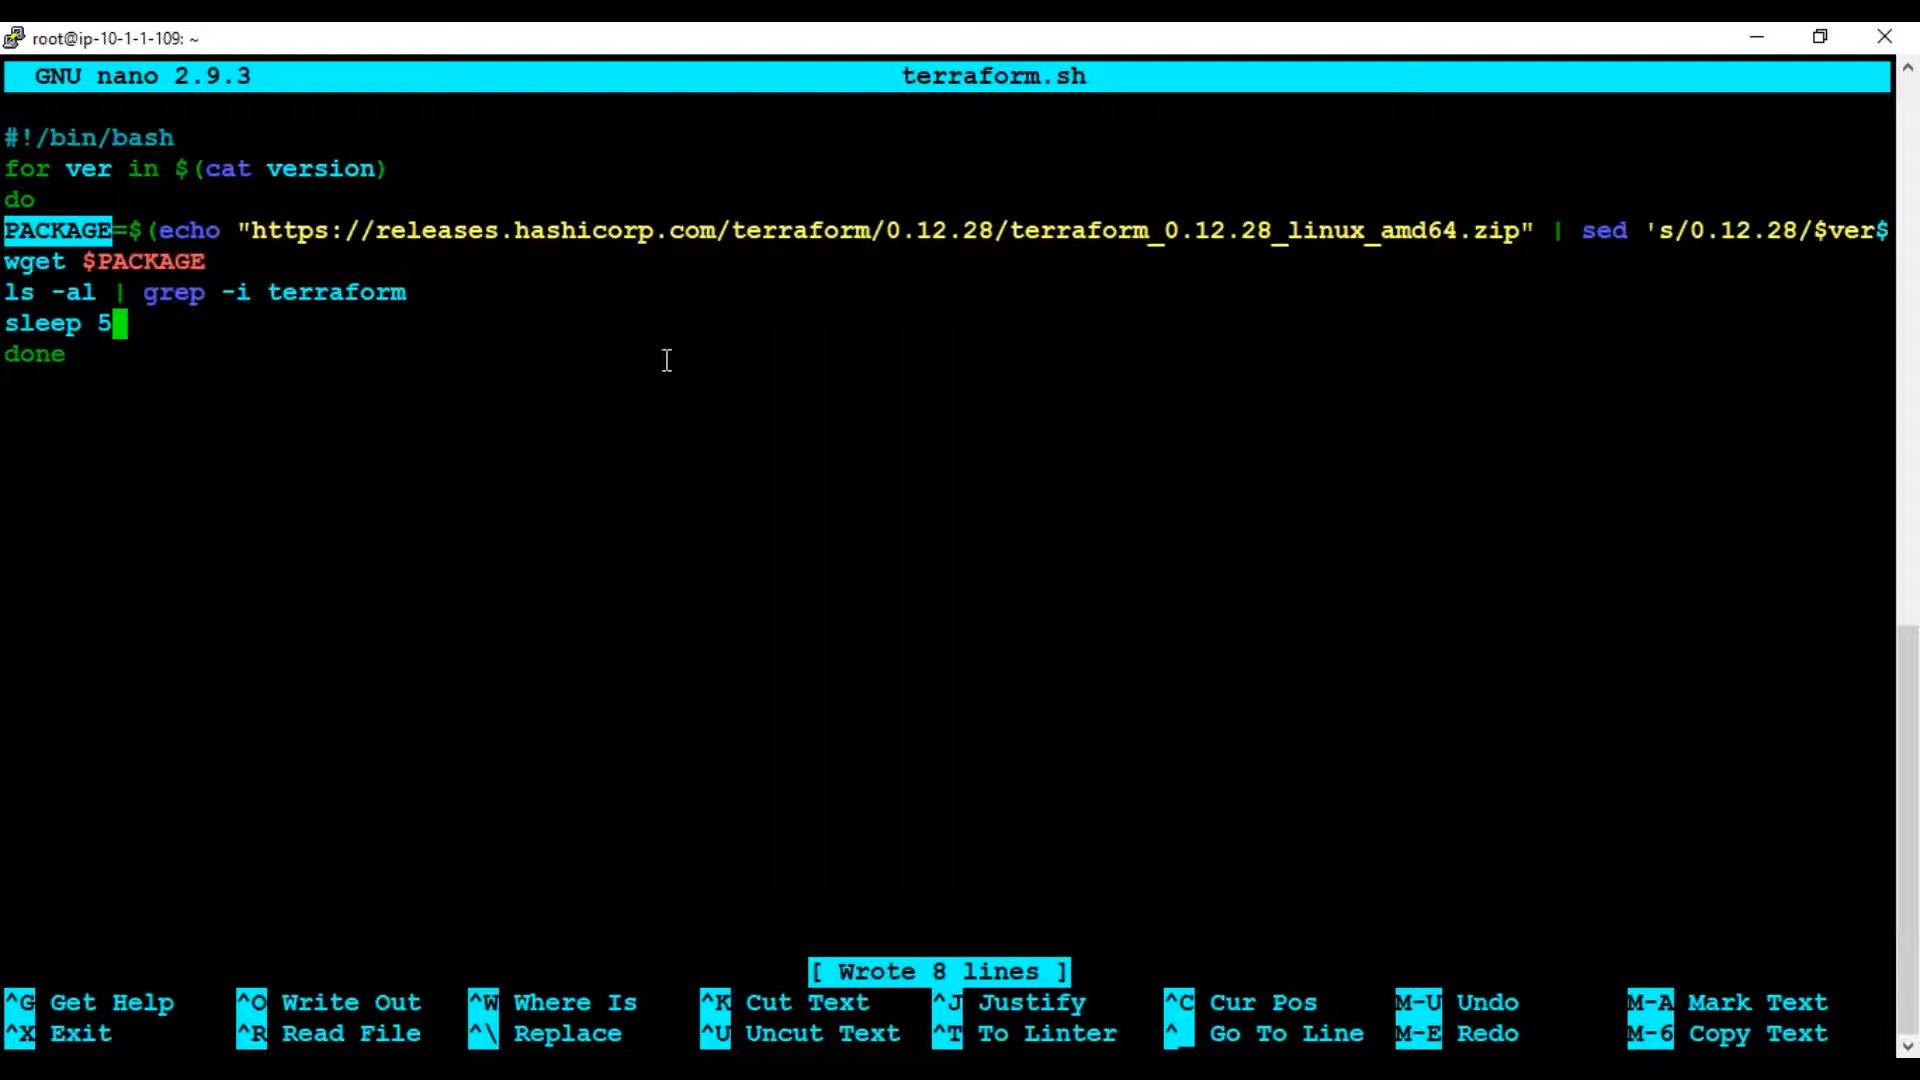 root@ip-10-1-1-109: ~
GNU nano 2.9.3 terraform.sh
#!/bin/bash
for ver in $(cat version)
do
PACKAGE=$(echo "https://releases.hashicorp.com/terraform/0.12.28/terraform_0.12.28_linux_amd64.zip" | sed 's/0.12.28/$ver$
wget $PACKAGE
ls -al | grep -i terraform
sleep 5
done
[ Wrote 8 lines ]
^G Get Help ^O Write Out ^W Where Is ^K Cut Text ^J Justify ^C Cur Pos M-U Undo M-A Mark Text
^X Exit ^R Read File ^\ Replace ^U Uncut Text ^T To Linter ^_ Go To Line M-E Redo M-6 Copy Text